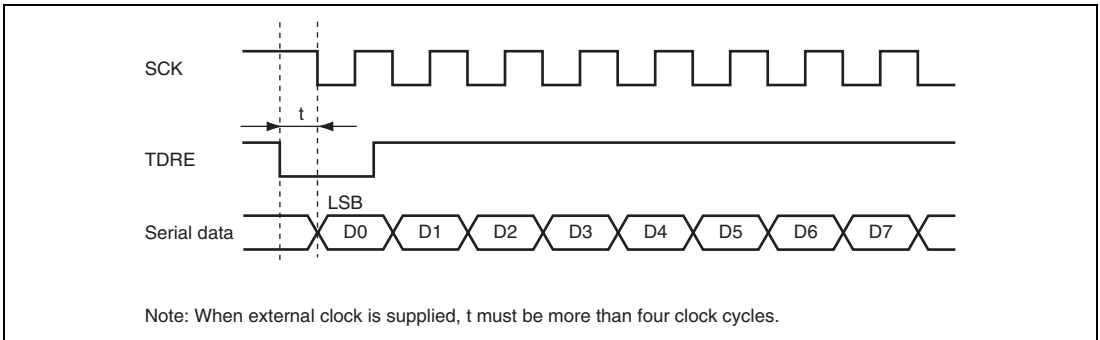 SCK
t
TDRE
LSB
Serial data D0 D1 D2 D3 D4 D5 D6 D7
Note: When external clock is supplied, t must be more than four clock cycles.